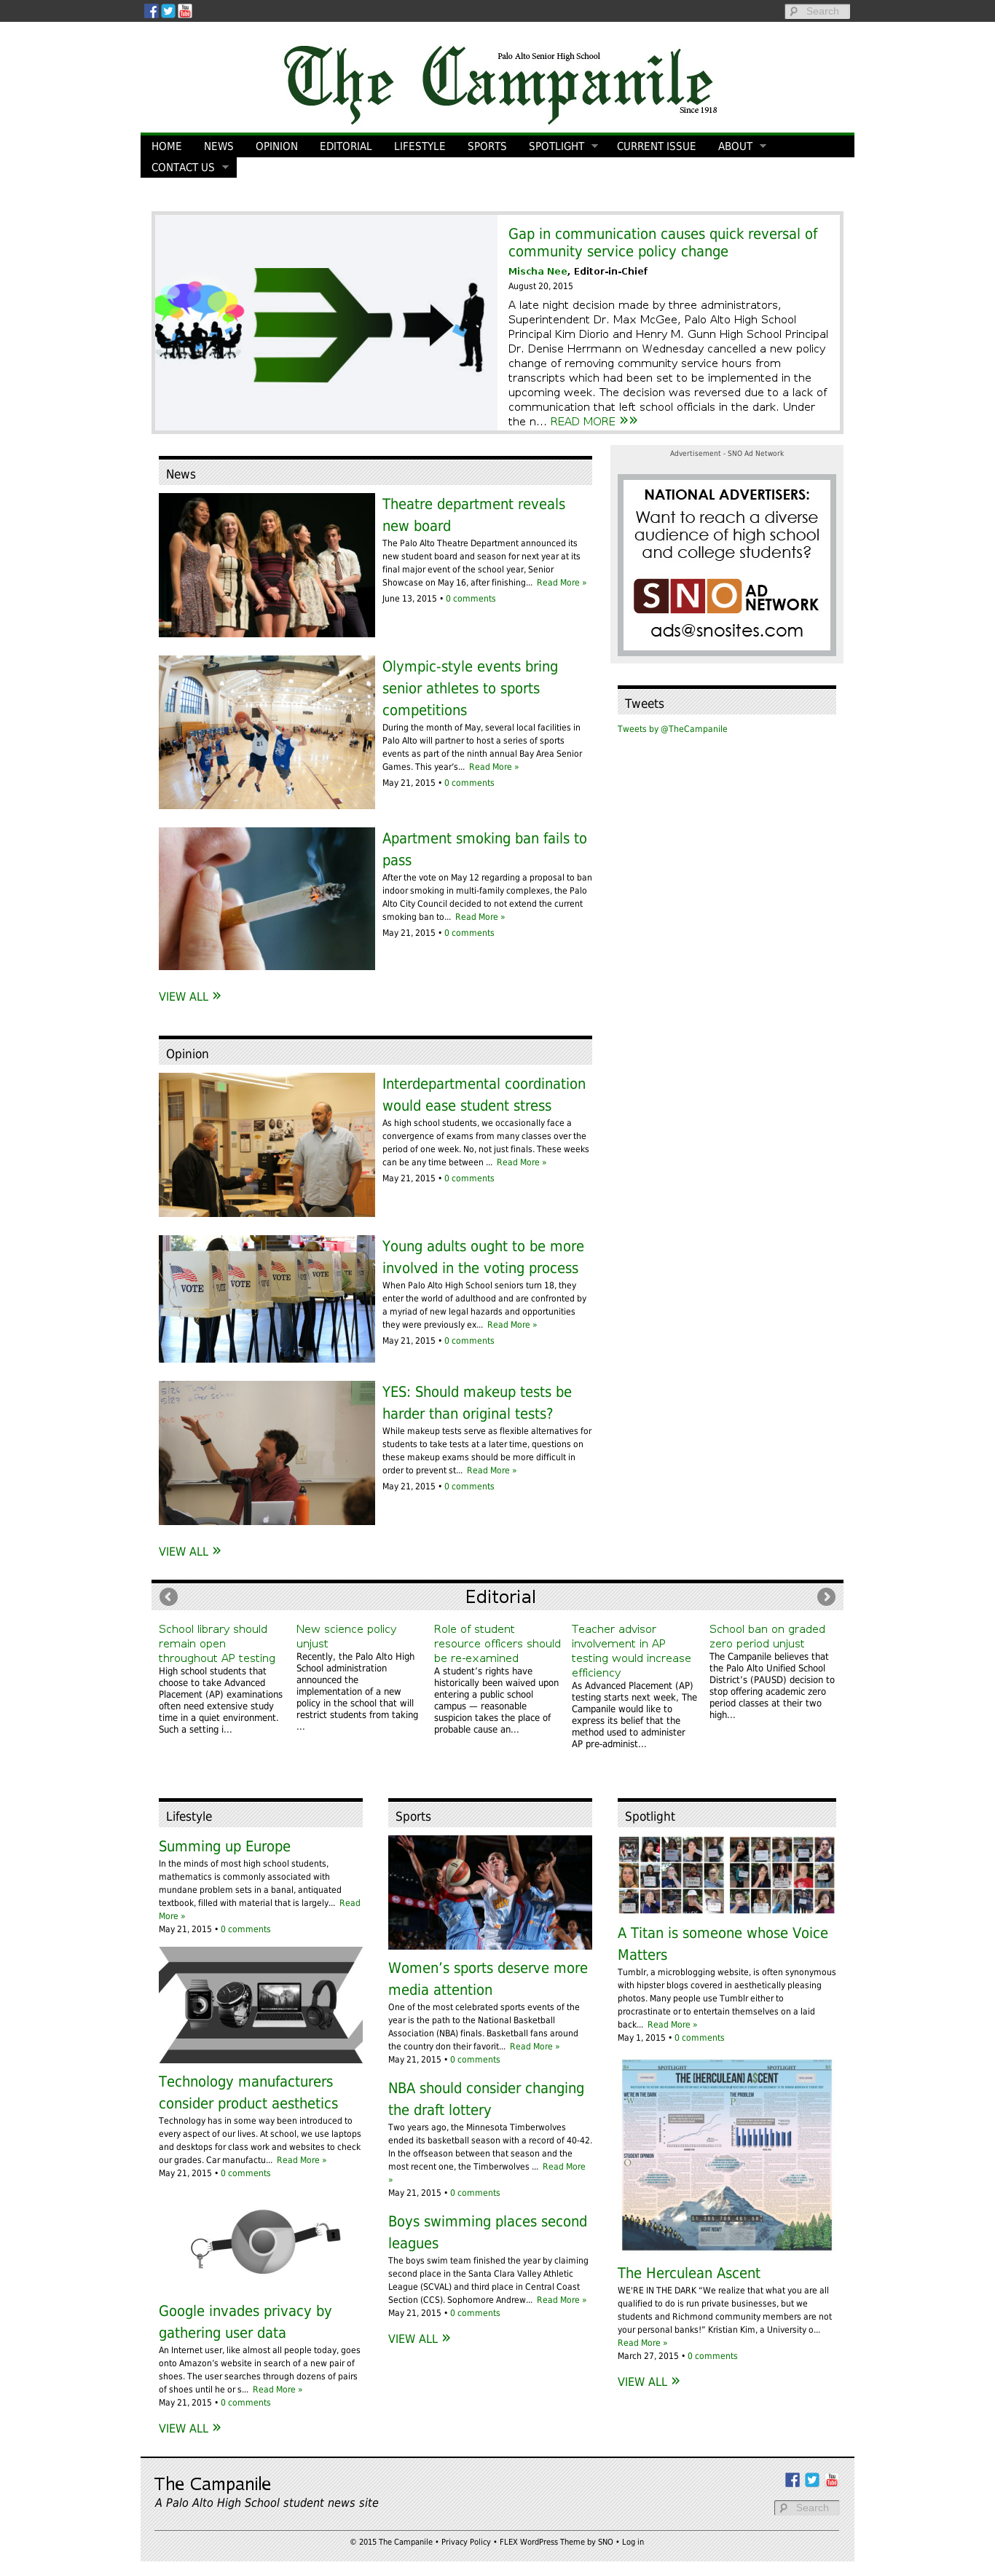 Search
Palo Alto Senior High School
The Campanile
Since 1918
HOME NEWS OPINION EDITORIAL LIFESTYLE SPORTS SPOTLIGHT CURRENT ISSUE ABOUT
CONTACT US
Gap in communication causes quick reversal of
community service policy change
Mischa Nee, Editor-in-Chief
August 20, 2015
A late night decision made by three administrators,
Superintendent Dr. Max McGee, Palo Alto High School
Principal Kim Diorio and Henry M. Gunn High School Principal
Dr. Denise Herrmann on Wednesday cancelled a new policy
change of removing community service hours from
transcripts which had been set to be implemented in the
upcoming week. The decision was reversed due to a lack of
communication that left school officials in the dark. Under
the n... READ MORE »»
News
Theatre department reveals
new board
The Palo Alto Theatre Department announced its
new student board and season for next year at its
final major event of the school year, Senior
Showcase on May 16, after finishing... Read More »
June 13, 2015 • 0 comments
Olympic-style events bring
senior athletes to sports
competitions
During the month of May, several local facilities in
Palo Alto will partner to host a series of sports
events as part of the ninth annual Bay Area Senior
Games. This year's... Read More »
May 21, 2015 • 0 comments
Apartment smoking ban fails to
pass
After the vote on May 12 regarding a proposal to ban
indoor smoking in multi-family complexes, the Palo
Alto City Council decided to not extend the current
smoking ban to... Read More »
May 21, 2015 • 0 comments
VIEW ALL »
Advertisement - SNO Ad Network
NATIONAL ADVERTISERS:
Want to reach a diverse
audience of high school
and college students?
SNO AD
NETWORK
ads@snosites.com
Tweets
Tweets by @TheCampanile
Opinion
Interdepartmental coordination
would ease student stress
As high school students, we occasionally face a
convergence of exams from many classes over the
period of one week. No, not just finals. These weeks
can be any time between ... Read More »
May 21, 2015 • 0 comments
VOTE VOTE VOTE VOTE VOTE
Young adults ought to be more
involved in the voting process
When Palo Alto High School seniors turn 18, they
enter the world of adulthood and are confronted by
a myriad of new legal hazards and opportunities
they were previously ex... Read More »
May 21, 2015 • 0 comments
YES: Should makeup tests be
harder than original tests?
While makeup tests serve as flexible alternatives for
students to take tests at a later time, questions on
these makeup exams should be more difficult in
order to prevent st... Read More »
May 21, 2015 • 0 comments
VIEW ALL »
Editorial
School library should
remain open
throughout AP testing
High school students that
choose to take Advanced
Placement (AP) examinations
often need extensive study
time in a quiet environment.
Such a setting i...
New science policy
unjust
Recently, the Palo Alto High
School administration
announced the
implementation of a new
policy in the school that will
restrict students from taking
...
Role of student
resource officers should
be re-examined
A student's rights have
historically been waived upon
entering a public school
campus — reasonable
suspicion takes the place of
probable cause an...
Teacher advisor
involvement in AP
testing would increase
efficiency
As Advanced Placement (AP)
testing starts next week, The
Campanile would like to
express its belief that the
method used to administer
AP pre-administ...
School ban on graded
zero period unjust
The Campanile believes that
the Palo Alto Unified School
District's (PAUSD) decision to
stop offering academic zero
period classes at their two
high...
Lifestyle
Summing up Europe
In the minds of most high school students,
mathematics is commonly associated with
mundane problem sets in a banal, antiquated
textbook, filled with material that is largely... Read
More »
May 21, 2015 • 0 comments
Technology manufacturers
consider product aesthetics
Technology has in some way been introduced to
every aspect of our lives. At school, we use laptops
and desktops for class work and websites to check
our grades. Car manufactu... Read More »
May 21, 2015 • 0 comments
Google invades privacy by
gathering user data
An Internet user, like almost all people today, goes
onto Amazon's website in search of a new pair of
shoes. The user searches through dozens of pairs
of shoes until he or s... Read More »
May 21, 2015 • 0 comments
VIEW ALL »
Sports
Women's sports deserve more
media attention
One of the most celebrated sports events of the
year is the path to the National Basketball
Association (NBA) finals. Basketball fans around
the country don their favorit... Read More »
May 21, 2015 • 0 comments
NBA should consider changing
the draft lottery
Two years ago, the Minnesota Timberwolves
ended its basketball season with a record of 40-42.
In the offseason between that season and the
most recent one, the Timberwolves ... Read More
»
May 21, 2015 • 0 comments
Boys swimming places second
leagues
The boys swim team finished the year by claiming
second place in the Santa Clara Valley Athletic
League (SCVAL) and third place in Central Coast
Section (CCS). Sophomore Andrew... Read More »
May 21, 2015 • 0 comments
VIEW ALL »
Spotlight
A Titan is someone whose Voice
Matters
Tumblr, a microblogging website, is often synonymous
with hipster blogs covered in aesthetically pleasing
photos. Many people use Tumblr either to
procrastinate or to entertain themselves on a laid
back... Read More »
May 1, 2015 • 0 comments
SPOTLIGHT SPOTLIGHT
THE [HERCULEAN] A$CENT
WE'RE IN THE DARK THE PROBLEM
STUDENT OPINION
WHAT NOW?
The Herculean Ascent
WE'RE IN THE DARK "We realize that what you are all
qualified to do is run private businesses, but we
students and Richmond community members are not
your personal banks!" Kristian Kim, a University o...
Read More »
March 27, 2015 • 0 comments
VIEW ALL »
The Campanile
A Palo Alto High School student news site
Search
© 2015 The Campanile • Privacy Policy • FLEX WordPress Theme by SNO • Log in